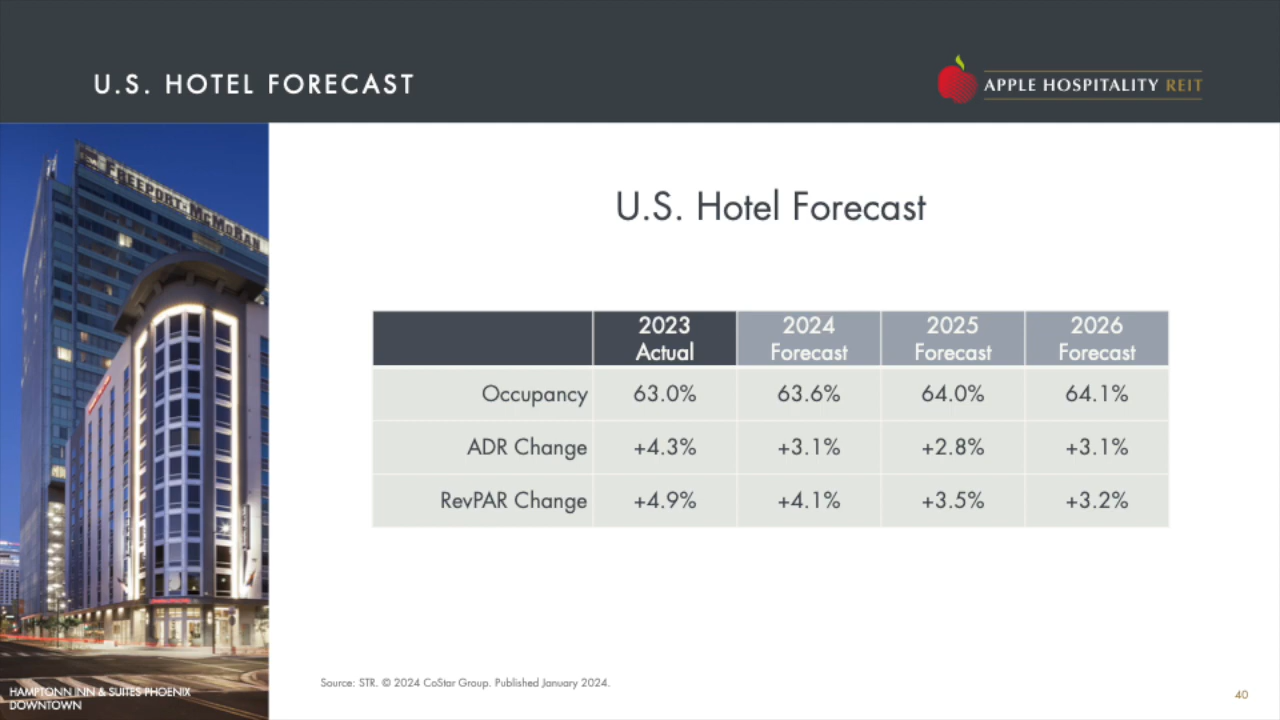 U.S. HOTEL FORECAST
APPLE HOSPITALITY REIT
FREEPORT-MCMORAN
U.S. Hotel Forecast
2023 2024 2025 2026
Actual Forecast Forecast Forecast
Occupancy 63.0% 63.6% 64.0% 64.1%
ADR Change +4.3% +3.1% +2.8% +3.1%
RevPAR Change +4.9% +4.1% +3.5% +3.2%
Source: STR. © 2024 CoStar Group. Published January 2024.
HAMPTONN INN & SUITES PHOENIX
DOWNTOWN
40